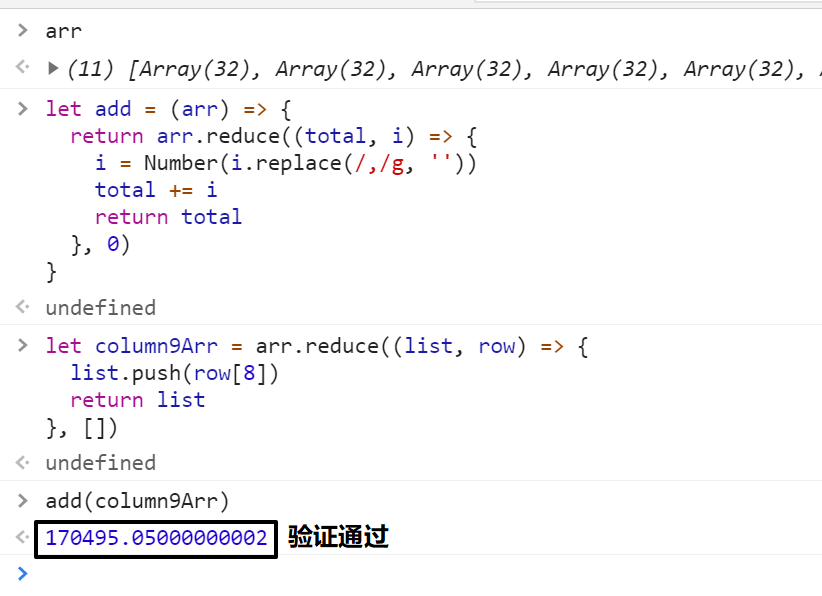 > arr
(11) [Array(32), Array(32), Array(32), Array(32), Array(32),
> let add = (arr) => {
return arr.reduce((total, i) => {
i = Number(i.replace(/,/g, ''))
total += i
return total
}, 0)
}
undefined
> let column9Arr = arr.reduce((list, row) => {
list.push(row[8])
return list
}, [])
undefined
> add(column9Arr)
170495.05000000002 验证通过
>